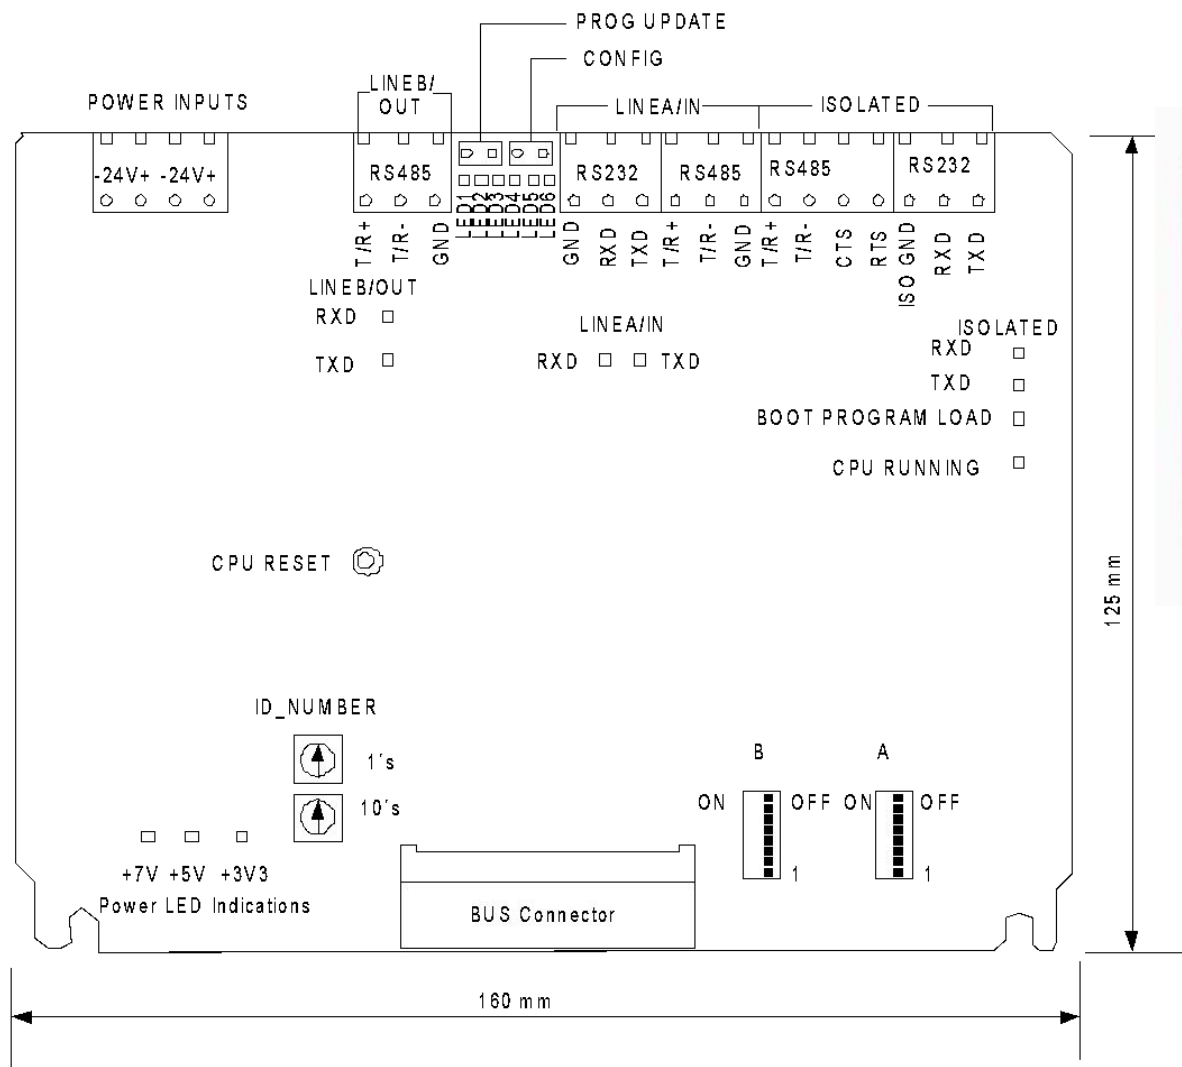 PROG UPDATE
CONFIG
LINEB/
OUT
POWER INPUTS
LINEA/IN
ISOLATED
-24V+ -24V+
RS485
RS232
RS485
RS485
RS232
LED1
LED2
LED3
LED4
LED5
LED6
T/R+
T/R-
GND
GND
RXD
TXD
T/R+
T/R-
GND
T/R+
T/R-
CTS
RTS
ISO GND
RXD
TXD
LINEB/OUT
RXD
TXD
LINEA/IN
RXD
TXD
ISOLATED
RXD
TXD
BOOT PROGRAM LOAD
CPU RUNNING
CPU RESET
125 mm
ID_NUMBER
1´s
10´s
B
A
ON
OFF
ON
OFF
1
1
+7V +5V +3V3
Power LED Indications
BUS Connector
160 mm